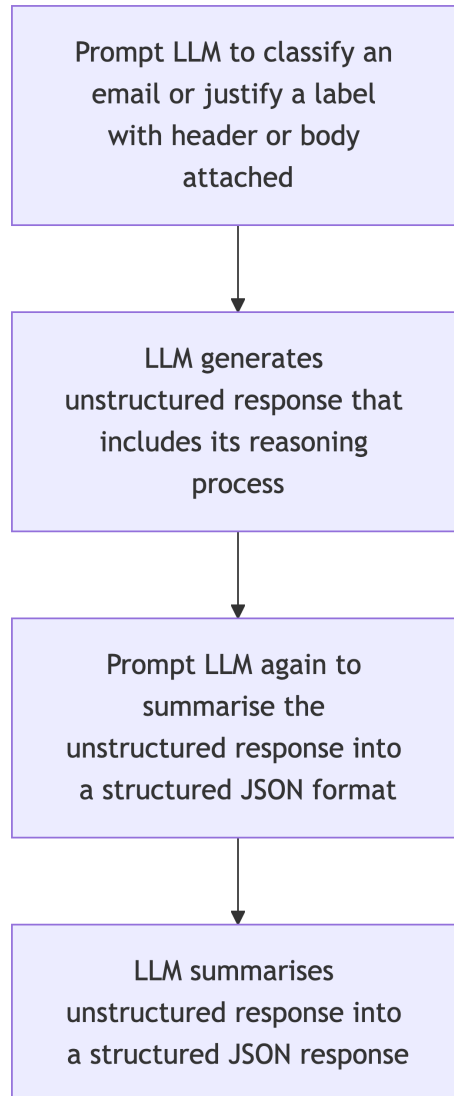 Prompt LLM to classify an
email or justify a label
with header or body
attached
LLM generates
unstructured response that
includes its reasoning
process
Prompt LLM again to
summarise the
unstructured response into
a structured JSON format
LLM summarises
unstructured response into
a structured JSON response